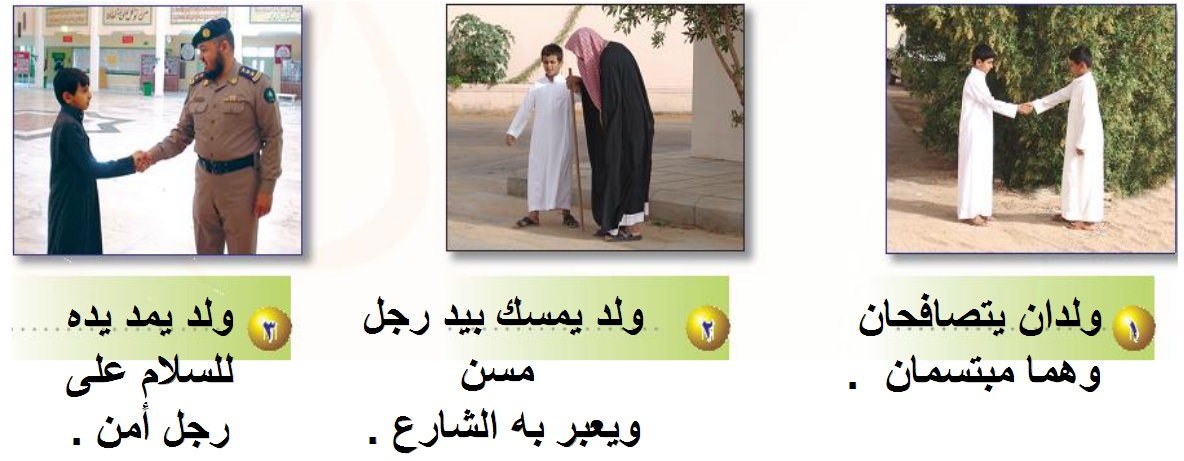 ١
ولدان يتصافحان
وهما مبتسمان .
٢
ولد يمسك بيد رجل
مسن
ويعبر به الشارع .
٣
ولد يمد يده
للسلام على
رجل أمن .